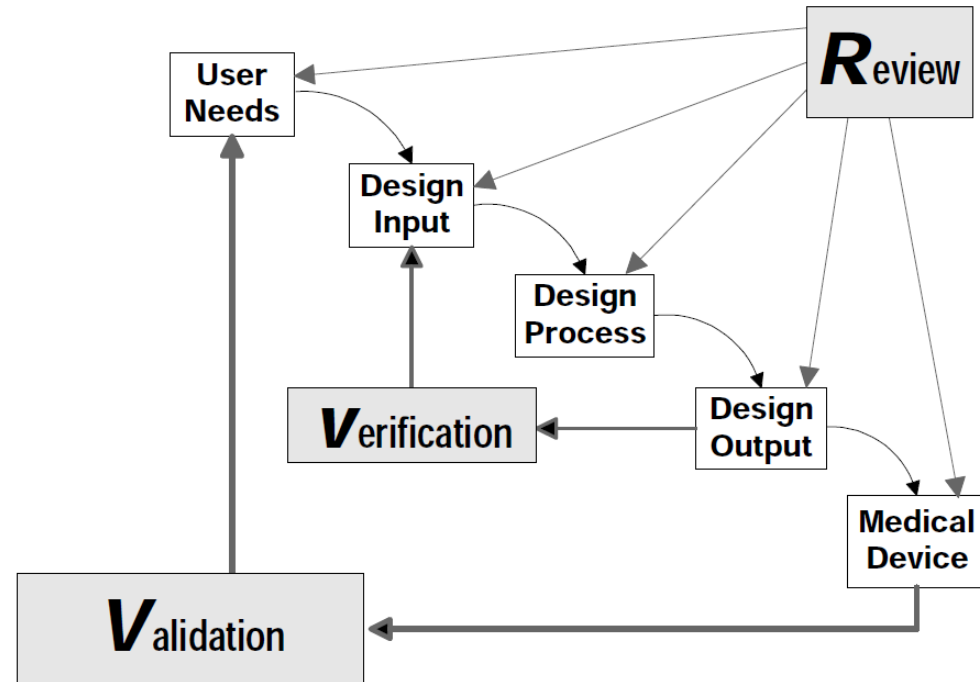 User
Needs
Review
Design
Input
Design
Process
Verification
Design
Output
Medical
Device
Validation